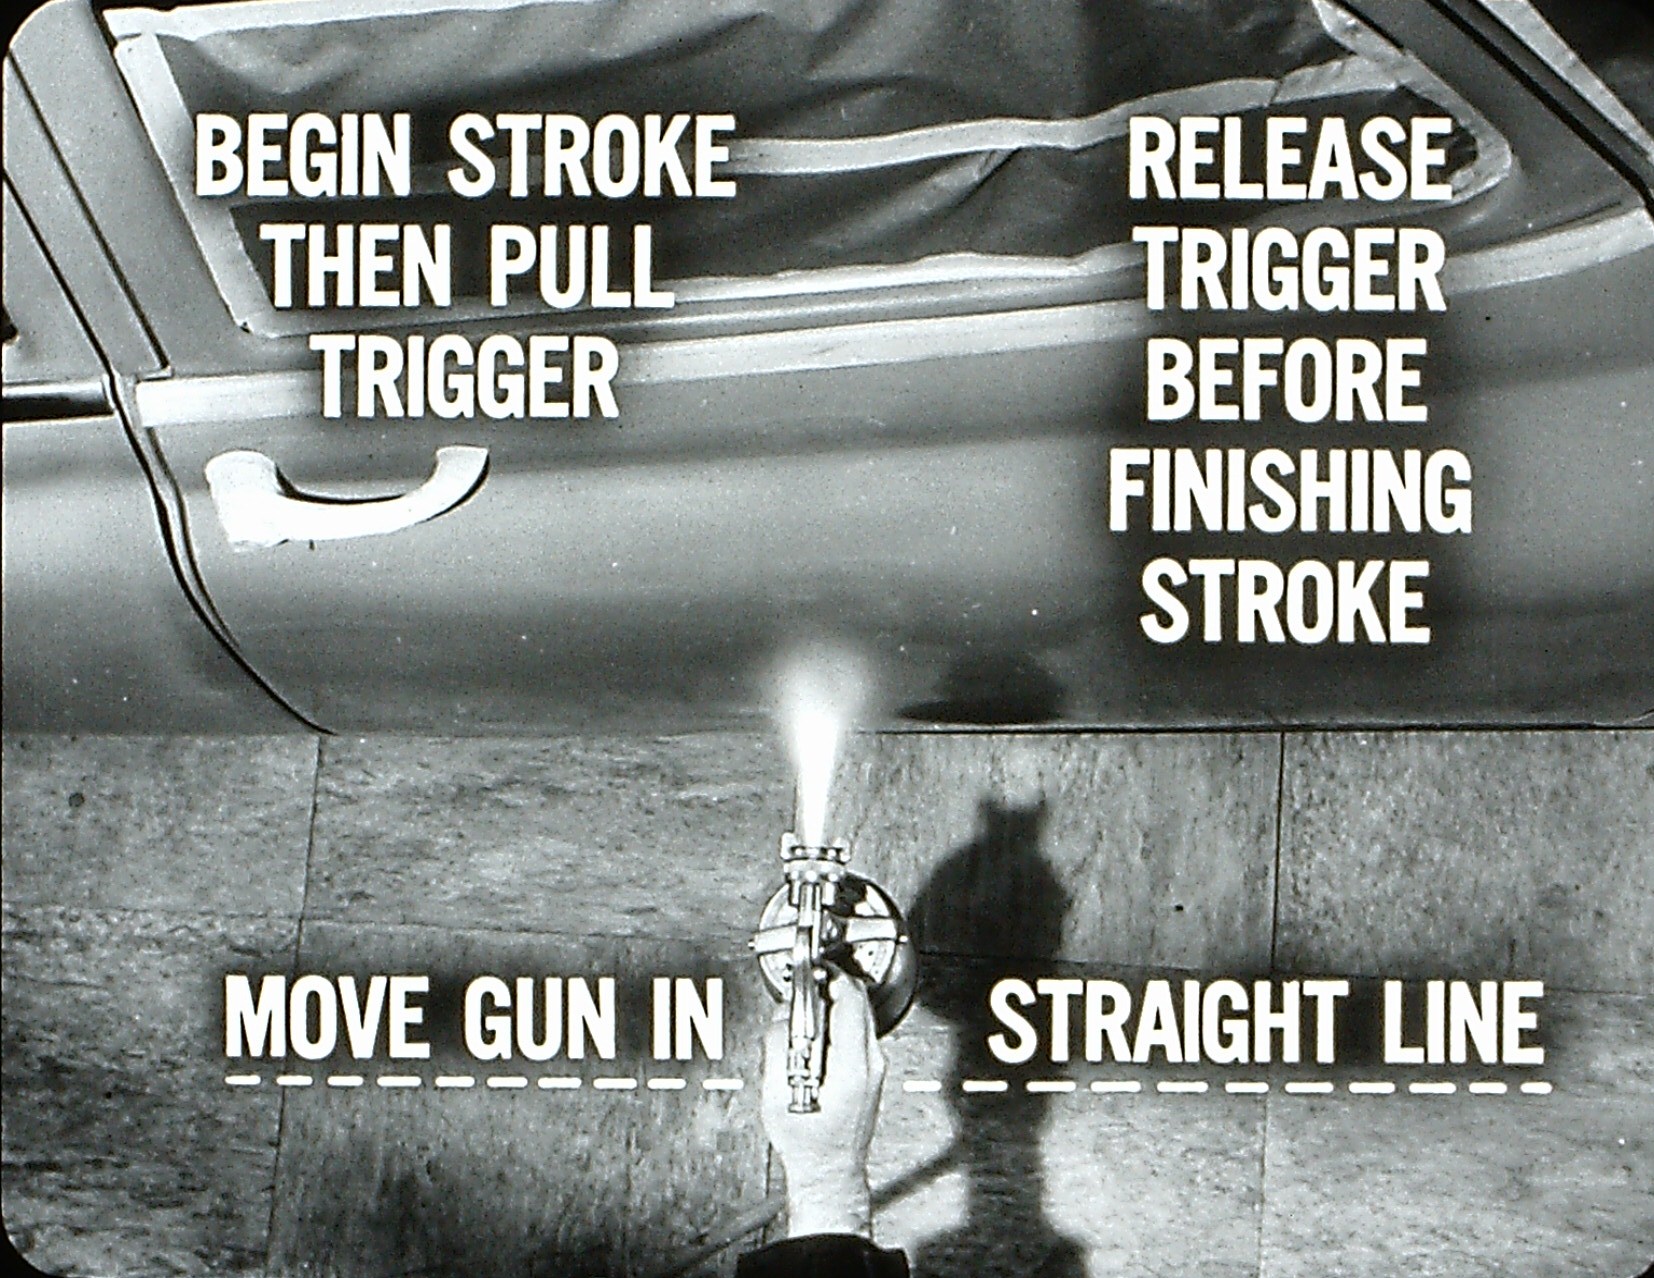 BEGIN STROKE
THEN PULL
TRIGGER
RELEASE
TRIGGER
BEFORE
FINISHING
STROKE
MOVE GUN IN STRAIGHT LINE